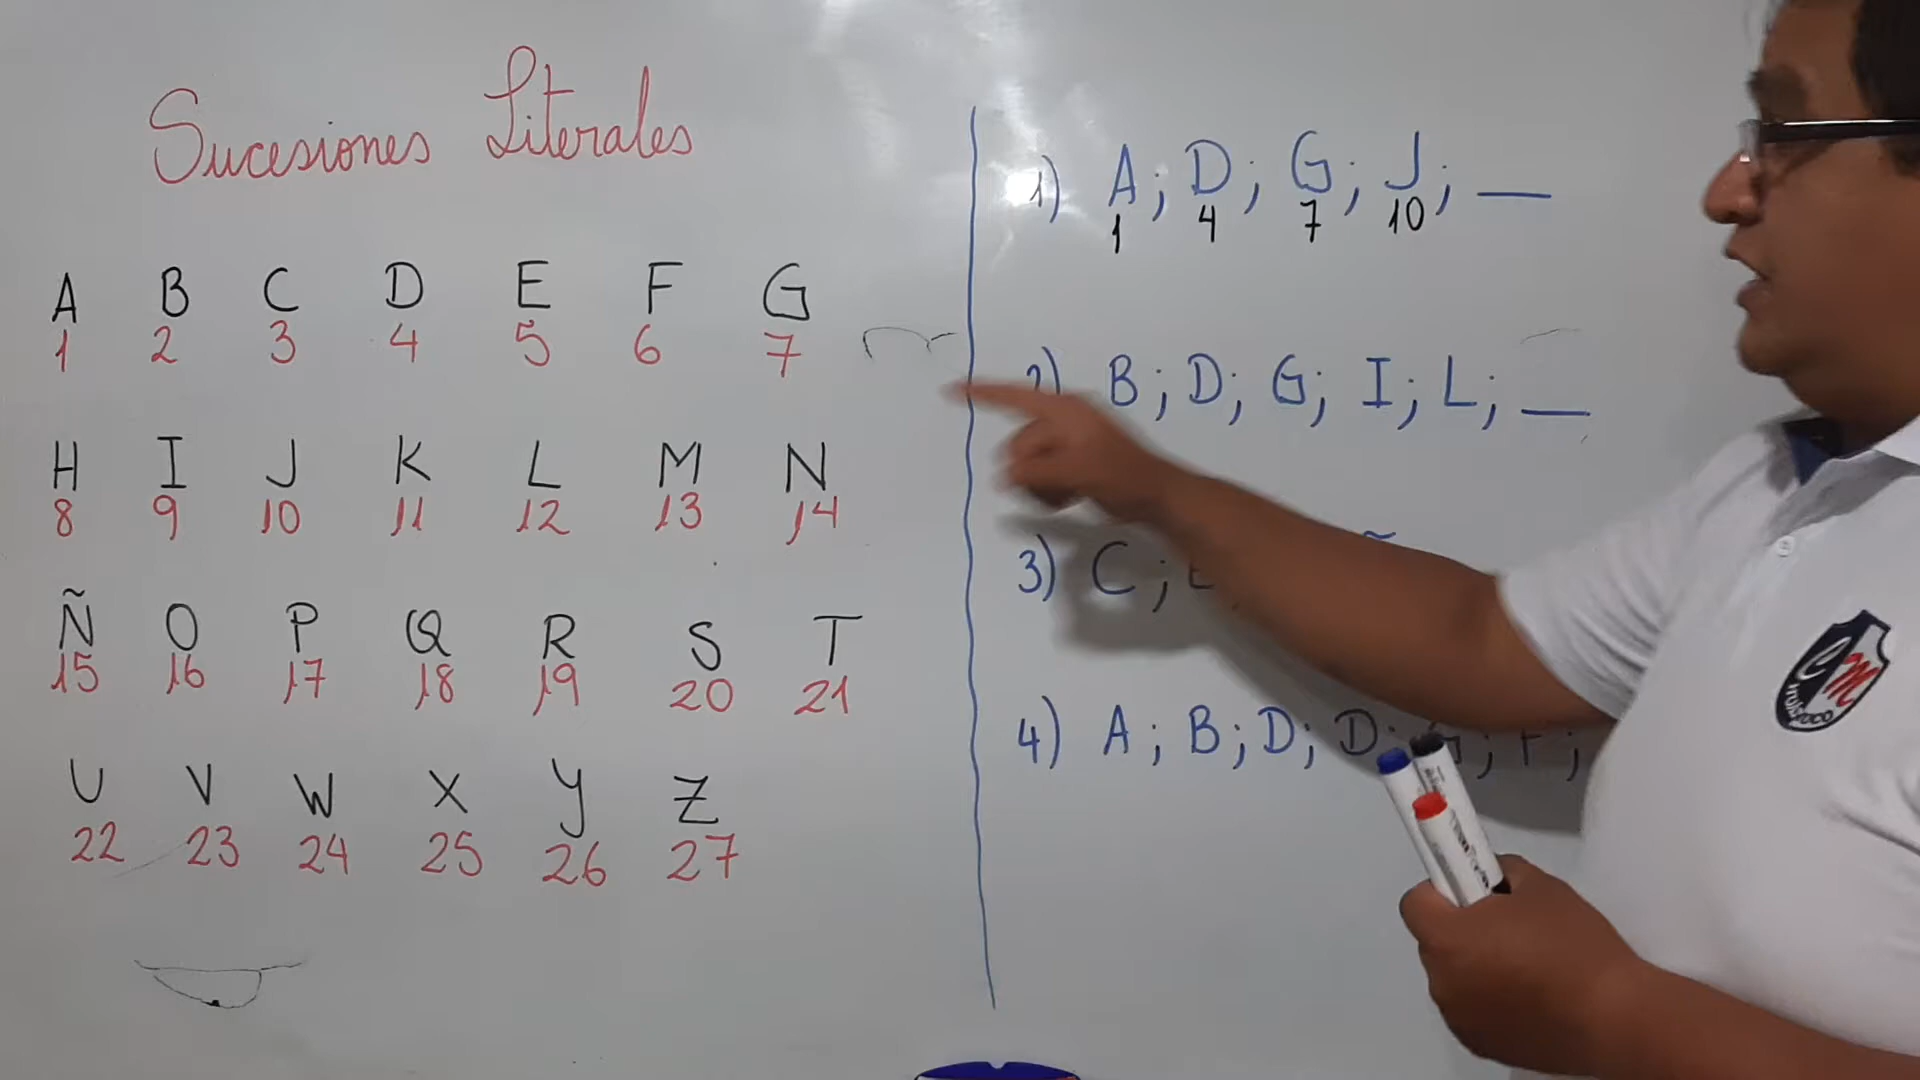 Sucesiones Literales
A B C D E F G
1 2 3 4 5 6 7
H I J K L M N
8 9 10 11 12 13 14
Ñ O P Q R S T
15 16 17 18 19 20 21
U V W X Y Z
22 23 24 25 26 27
1) A; D; G; J; __
1 4 7 10
2) B; D; G; I; L; __
3) C; E
4) A; B; D; D; G; F;
em